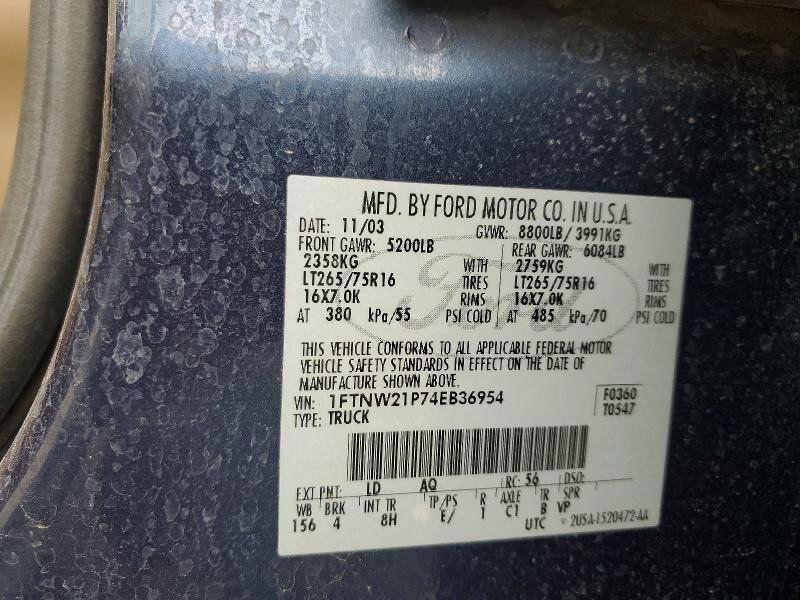 MFD. BY FORD MOTOR CO. IN U.S.A.
DATE: 11/03 GVWR: 8800LB/ 3991KG
FRONT GAWR: 5200LB REAR GAWR: 6084LB
2358KG WITH 2759KG WITH
LT265/75R16 TIRES LT265/75R16 TIRES
16X7.0K RIMS 16X7.0K RIMS
AT 380 kPa/55 PSI COLD AT 485 kPa/70 PSI COLD
Ford
THIS VEHICLE CONFORMS TO ALL APPLICABLE FEDERAL MOTOR
VEHICLE SAFETY STANDARDS IN EFFECT ON THE DATE OF
MANUFACTURE SHOWN ABOVE.
VIN: 1FTNW21P74EB36954 F0360
TYPE: TRUCK T0547
EXT PNT: LD AQ RC: 56 DSO:
WB BRK INT TR TP/PS R AXLE TR SPR
156 4 8H E/ 1 C1 B VP
UTC 2U5A-1520472-AA